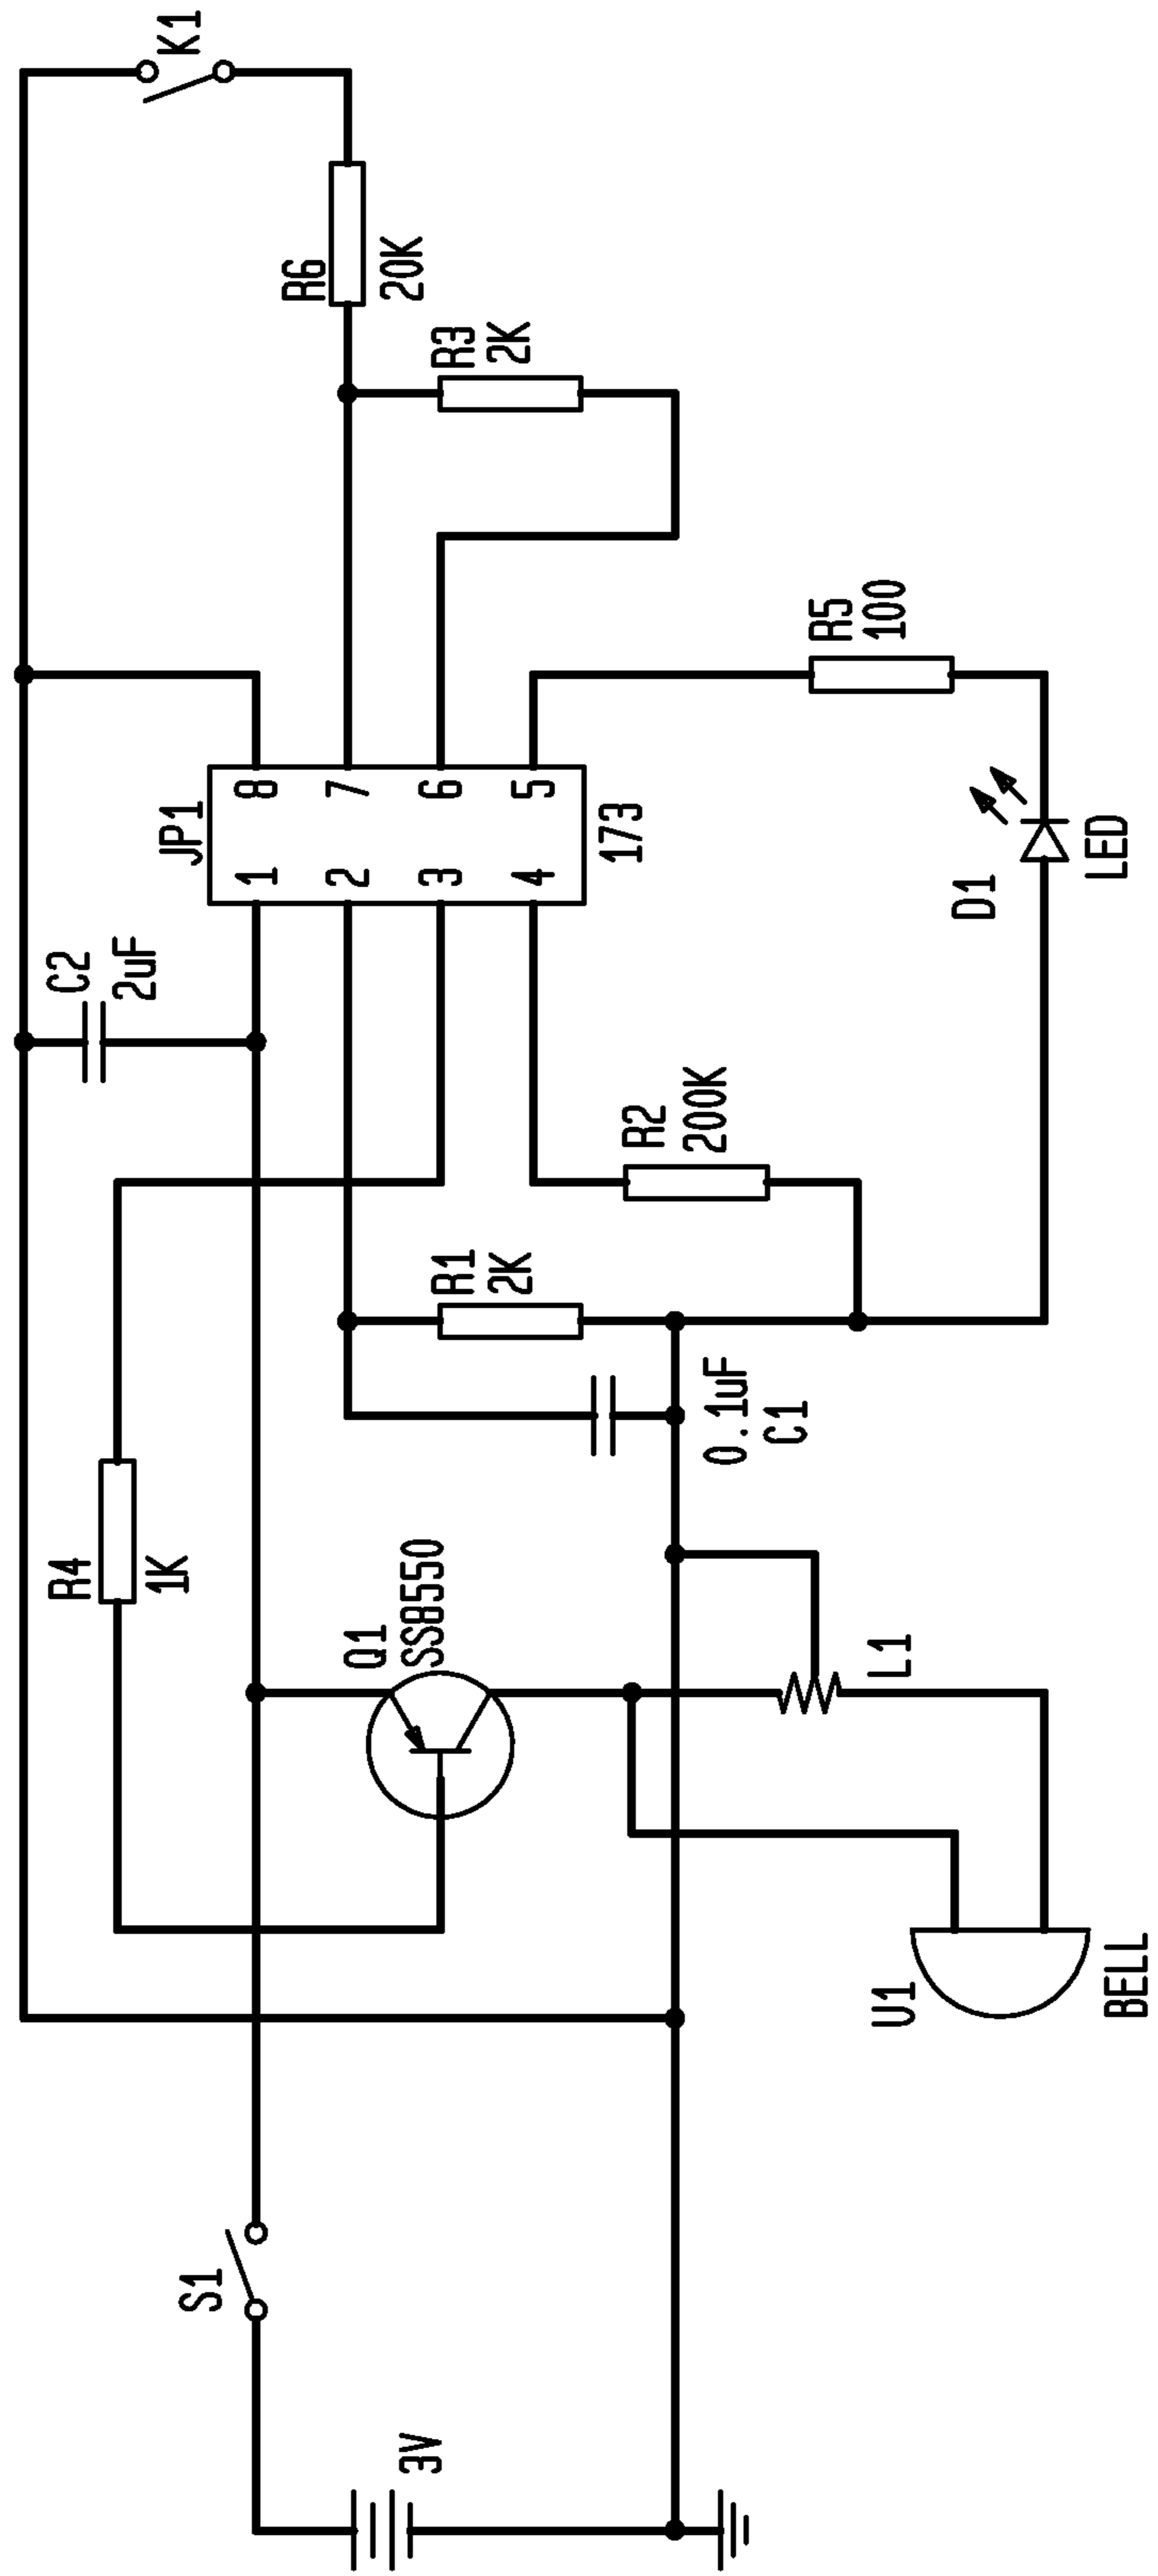 K1
R6
20K
R3
2K
R5
100
JP1
8
7
6
5
1
2
3
4
173
C2
2uF
D1
LED
R2
200K
R1
2K
0.1uF
C1
R4
1K
Q1
SS8550
L1
U1
BELL
S1
3V